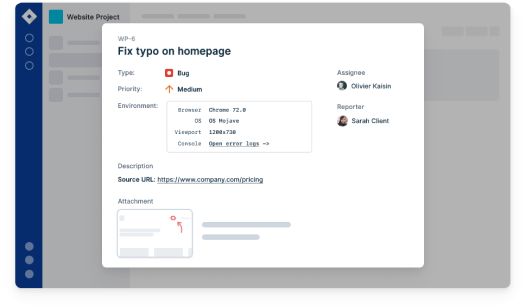 Website Project
WP-6
Fix typo on homepage
Type: Bug
Priority: Medium
Environment:
Browser Chrome 72.0
OS OS Mojave
Viewport 1200x730
Console Open error logs ->
Assignee
Olivier Kaisin
Reporter
Sarah Client
Description
Source URL: https://www.company.com/pricing
Attachment